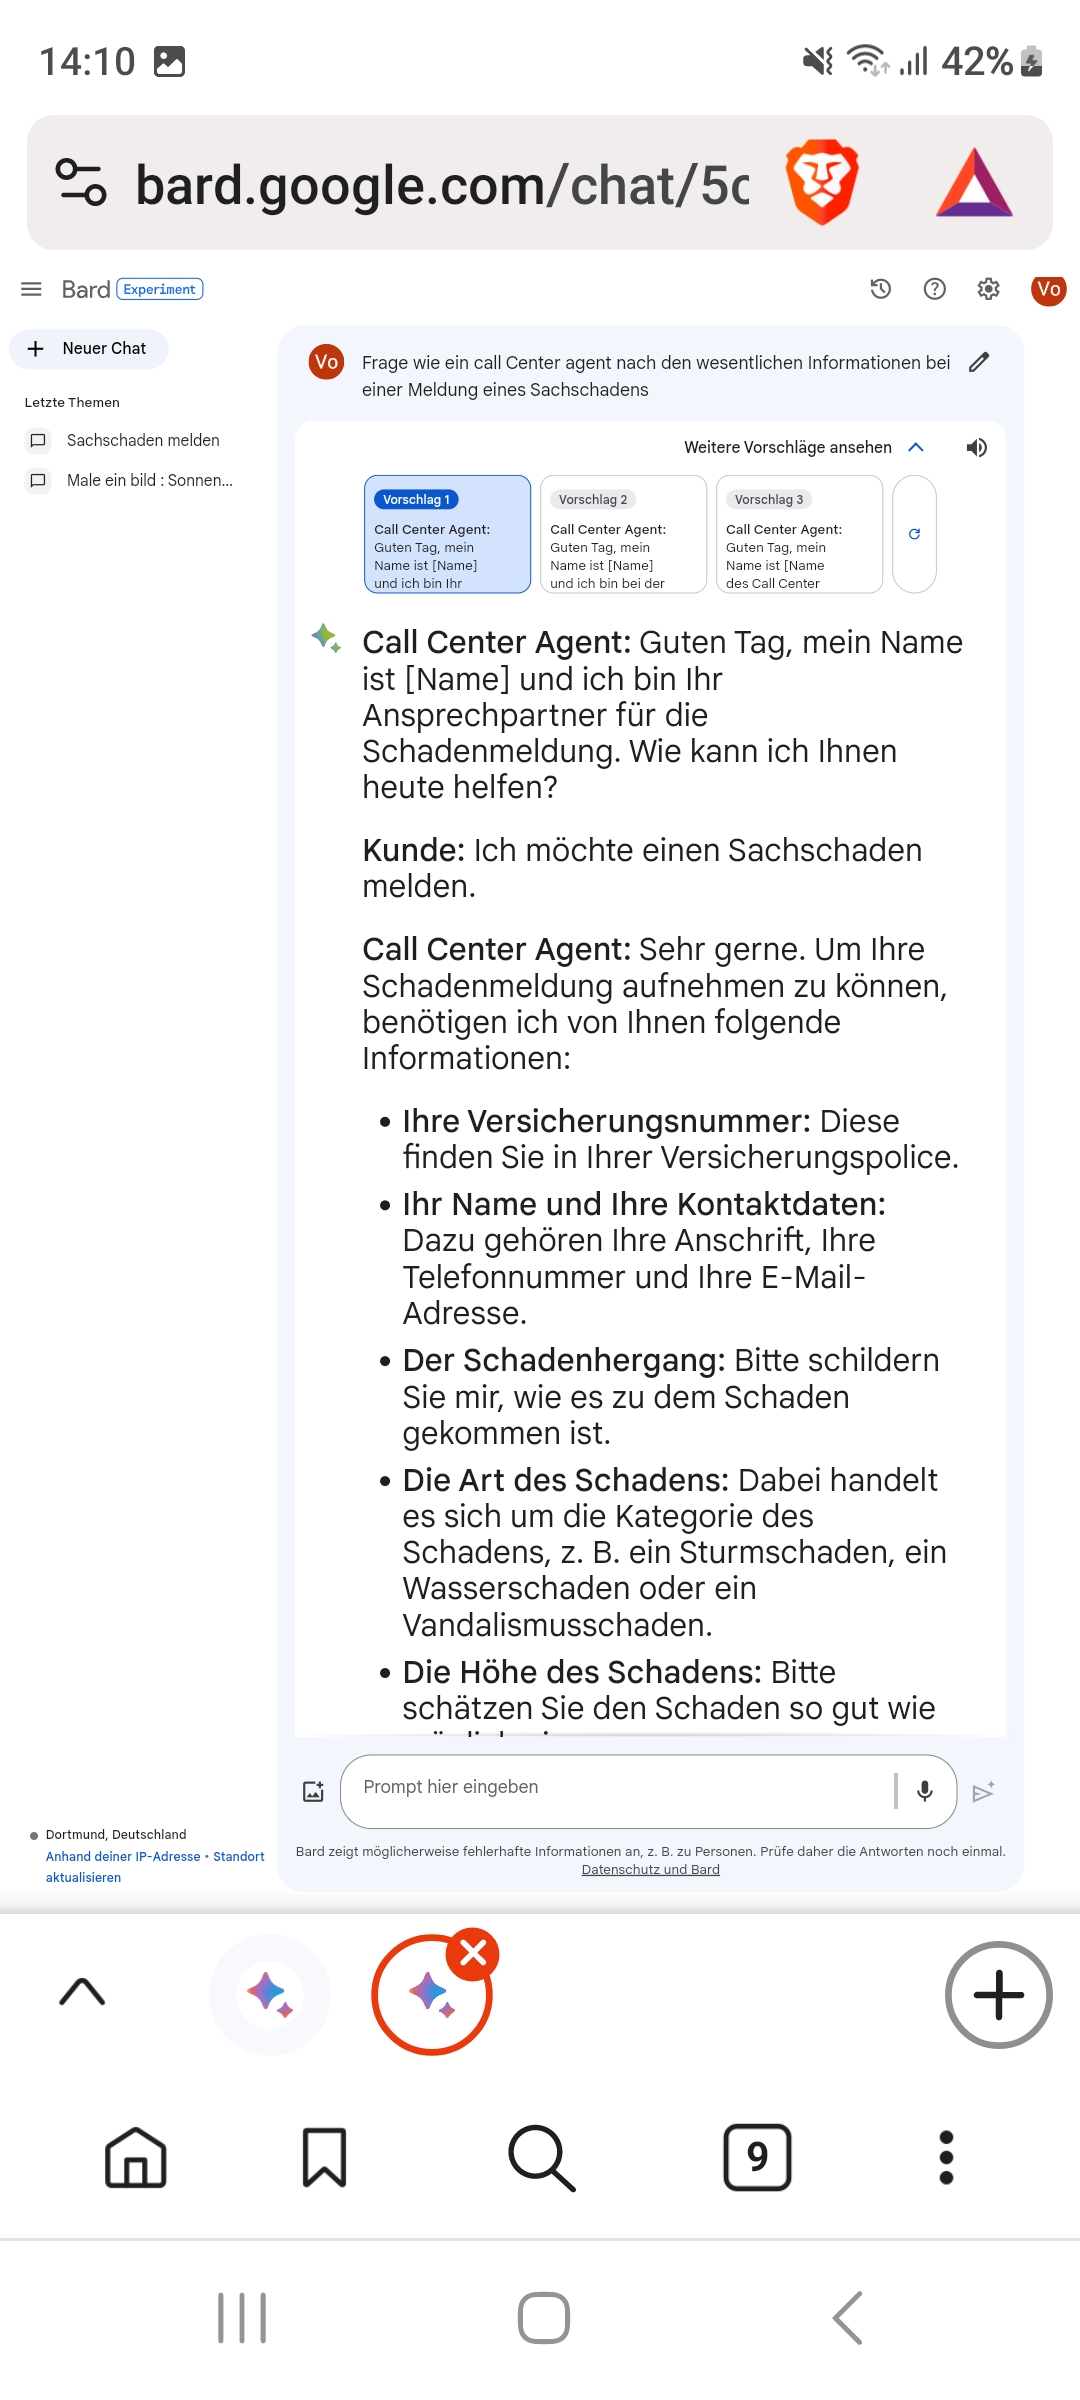 14:10
42%
bard.google.com/chat/5c
Bard Experiment
Vo
Neuer Chat
Letzte Themen
Sachschaden melden
Male ein bild : Sonnen...
Vo
Frage wie ein call Center agent nach den wesentlichen Informationen bei
einer Meldung eines Sachschadens
Weitere Vorschläge ansehen
Vorschlag 1
Call Center Agent:
Guten Tag, mein
Name ist [Name]
und ich bin Ihr
Vorschlag 2
Call Center Agent:
Guten Tag, mein
Name ist [Name]
und ich bin bei der
Vorschlag 3
Call Center Agent:
Guten Tag, mein
Name ist [Name
des Call Center
Call Center Agent: Guten Tag, mein Name
ist [Name] und ich bin Ihr
Ansprechpartner für die
Schadenmeldung. Wie kann ich Ihnen
heute helfen?
Kunde: Ich möchte einen Sachschaden
melden.
Call Center Agent: Sehr gerne. Um Ihre
Schadenmeldung aufnehmen zu können,
benötigen ich von Ihnen folgende
Informationen:
• Ihre Versicherungsnummer: Diese
finden Sie in Ihrer Versicherungspolice.
• Ihr Name und Ihre Kontaktdaten:
Dazu gehören Ihre Anschrift, Ihre
Telefonnummer und Ihre E-Mail-
Adresse.
• Der Schadenhergang: Bitte schildern
Sie mir, wie es zu dem Schaden
gekommen ist.
• Die Art des Schadens: Dabei handelt
es sich um die Kategorie des
Schadens, z. B. ein Sturmschaden, ein
Wasserschaden oder ein
Vandalismusschaden.
• Die Höhe des Schadens: Bitte
schätzen Sie den Schaden so gut wie
Prompt hier eingeben
Dortmund, Deutschland
Anhand deiner IP-Adresse • Standort
aktualisieren
Bard zeigt möglicherweise fehlerhafte Informationen an, z. B. zu Personen. Prüfe daher die Antworten noch einmal.
Datenschutz und Bard
9